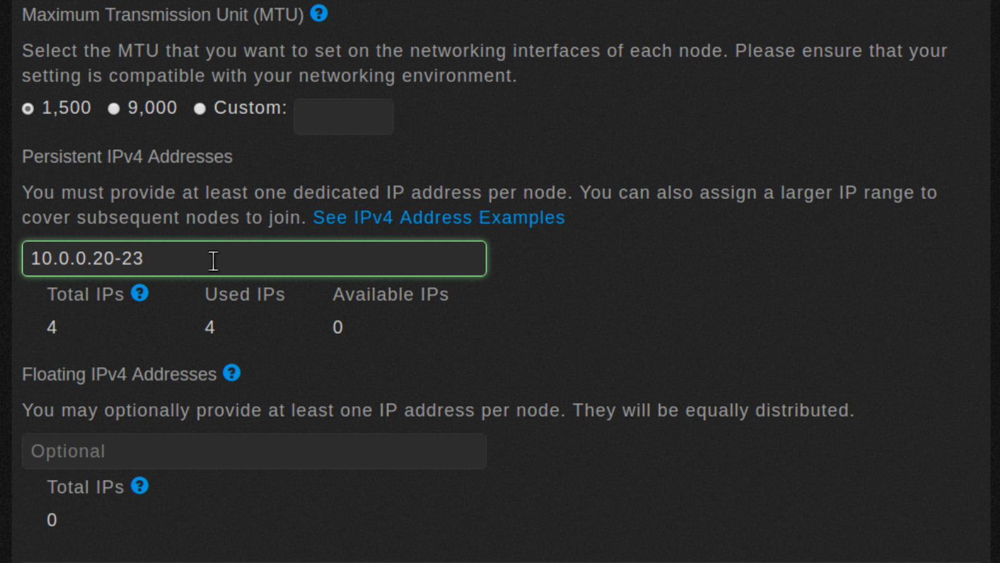 Maximum Transmission Unit (MTU) ?
Select the MTU that you want to set on the networking interfaces of each node. Please ensure that your
setting is compatible with your networking environment.
1,500 9,000 Custom:
Persistent IPv4 Addresses
You must provide at least one dedicated IP address per node. You can also assign a larger IP range to
cover subsequent nodes to join. See IPv4 Address Examples
10.0.0.20-23
Total IPs ? Used IPs Available IPs
4 4 0
Floating IPv4 Addresses ?
You may optionally provide at least one IP address per node. They will be equally distributed.
Optional
Total IPs ?
0